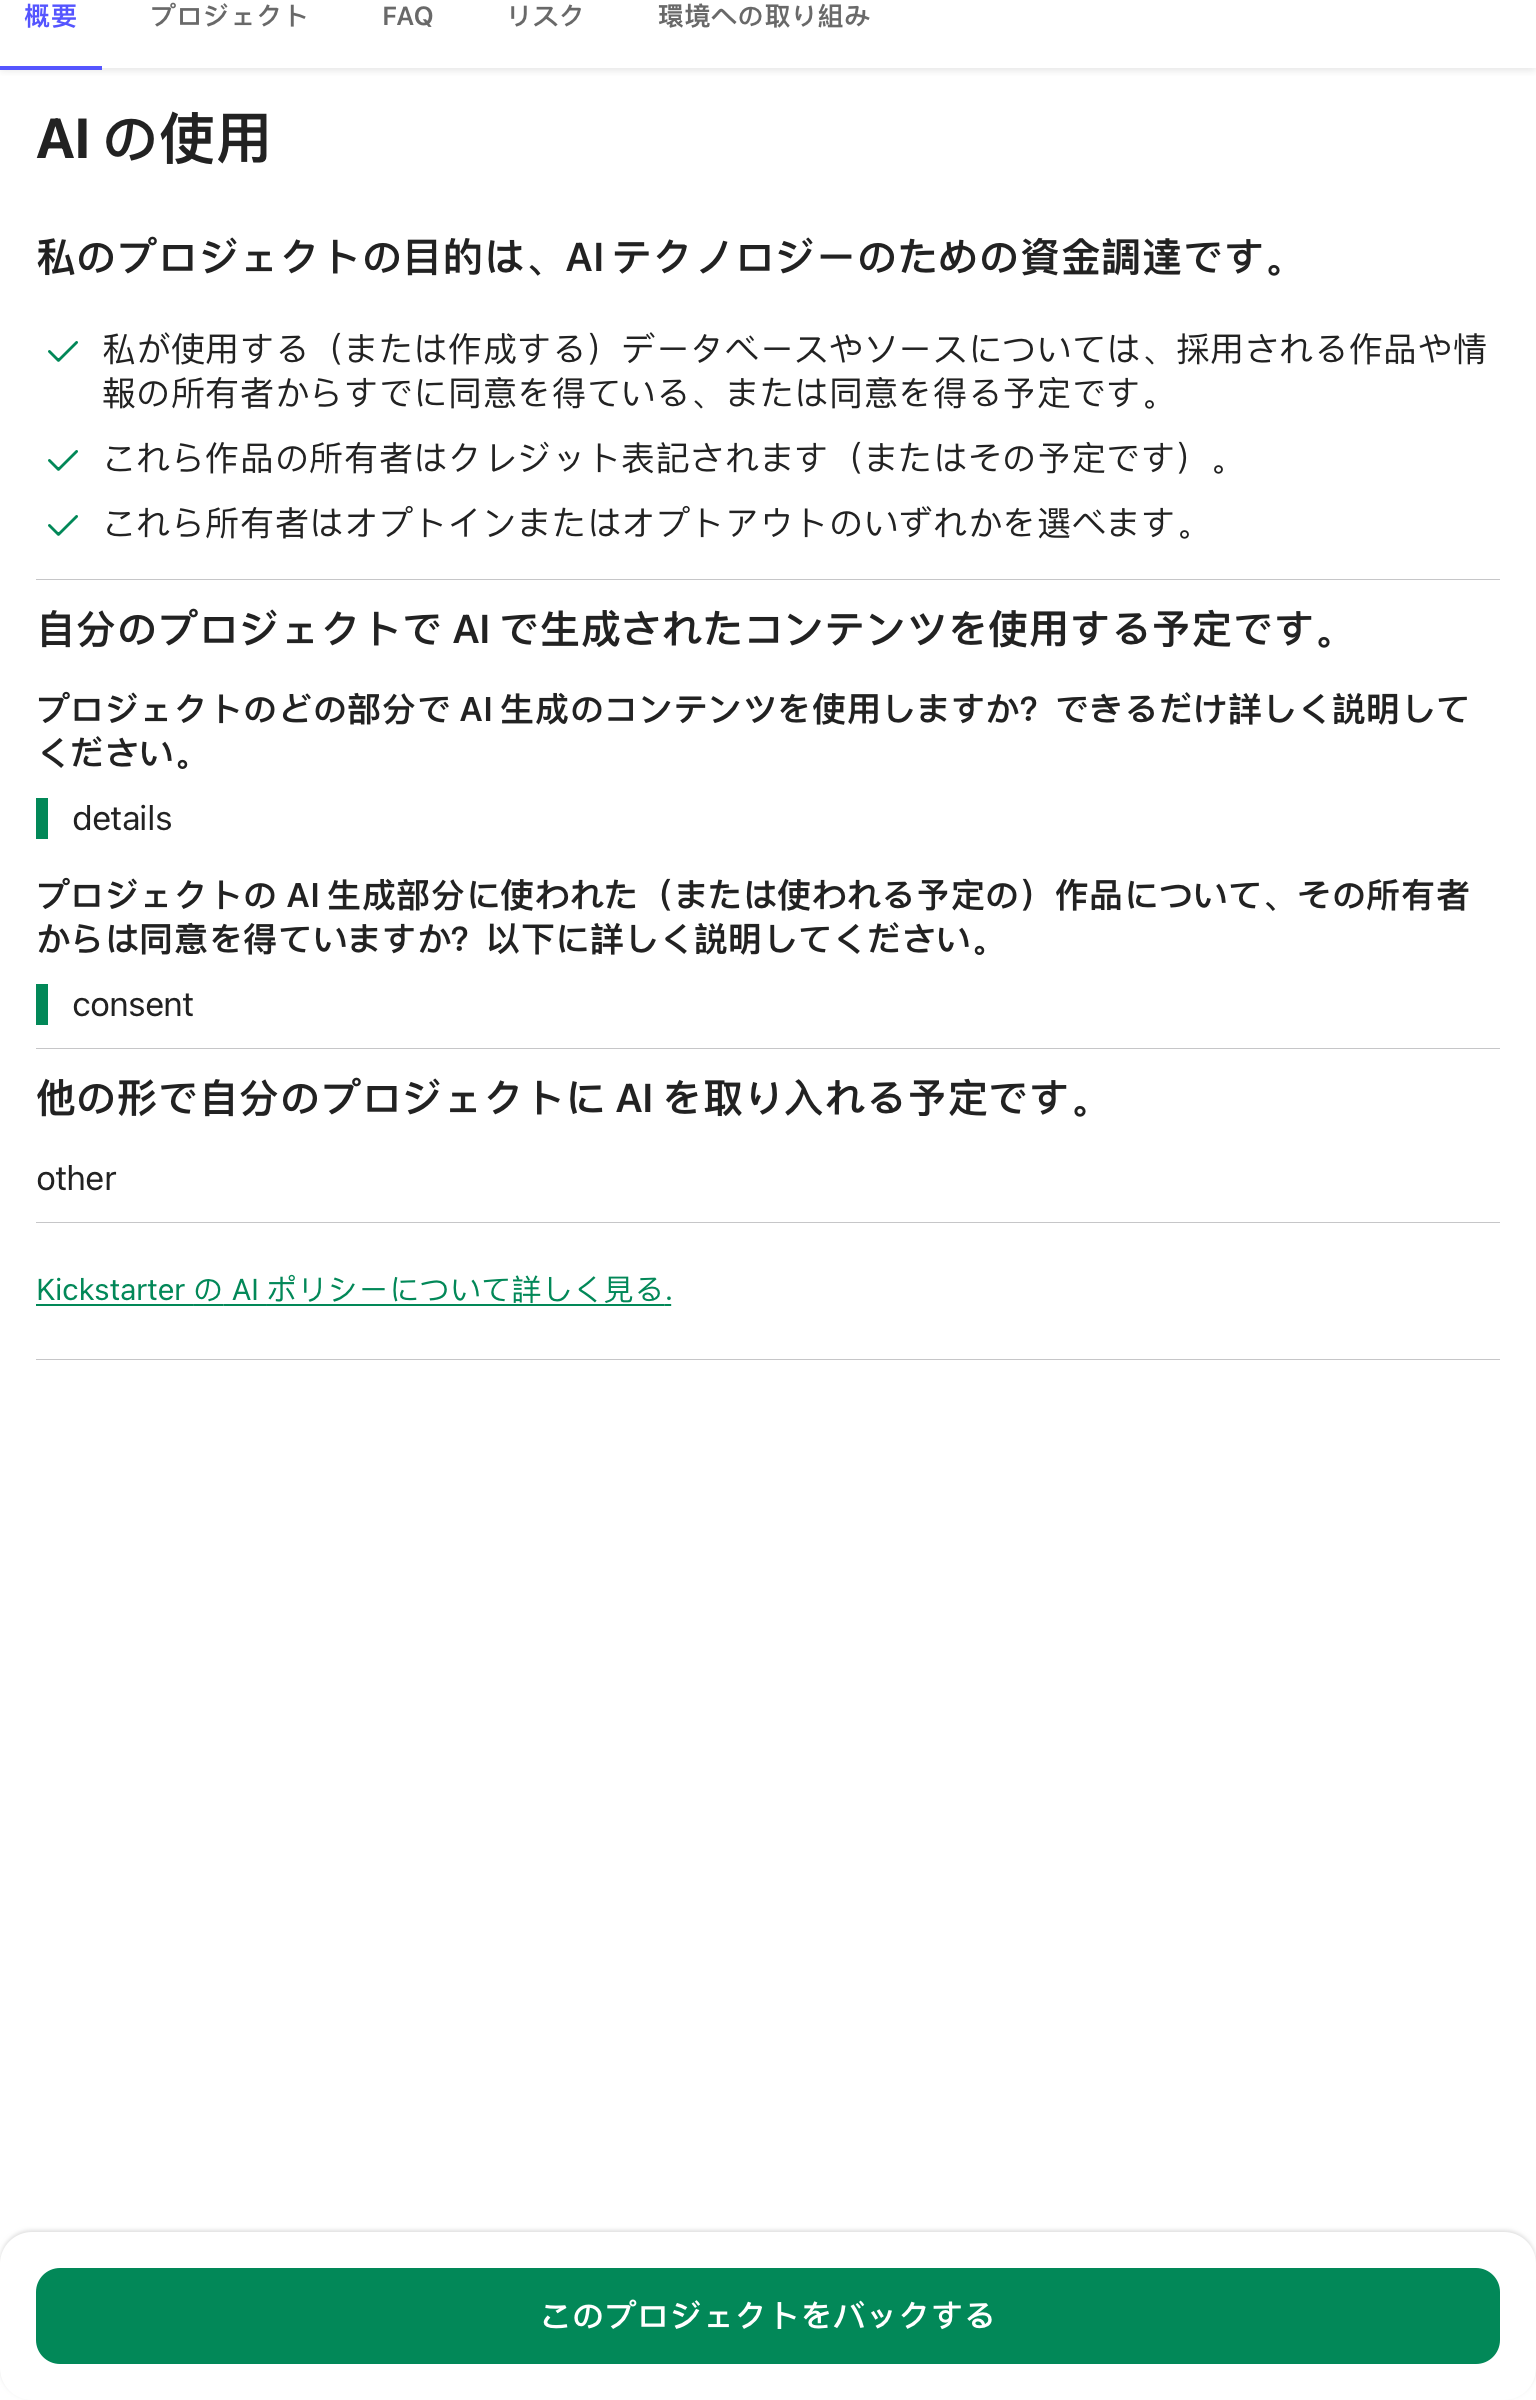 概要 プロジェクト FAQ リスク 環境への取り組み
AI の使用
私のプロジェクトの目的は、AI テクノロジーのための資金調達です。
私が使用する（または作成する）データベースやソースについては、採用される作品や情
報の所有者からすでに同意を得ている、または同意を得る予定です。
これら作品の所有者はクレジット表記されます（またはその予定です）。
これら所有者はオプトインまたはオプトアウトのいずれかを選べます。
自分のプロジェクトで AI で生成されたコンテンツを使用する予定です。
プロジェクトのどの部分で AI 生成のコンテンツを使用しますか? できるだけ詳しく説明して
ください。
details
プロジェクトの AI 生成部分に使われた（または使われる予定の）作品について、その所有者
からは同意を得ていますか? 以下に詳しく説明してください。
consent
他の形で自分のプロジェクトに AI を取り入れる予定です。
other
Kickstarter の AI ポリシーについて詳しく見る.
このプロジェクトをバックする